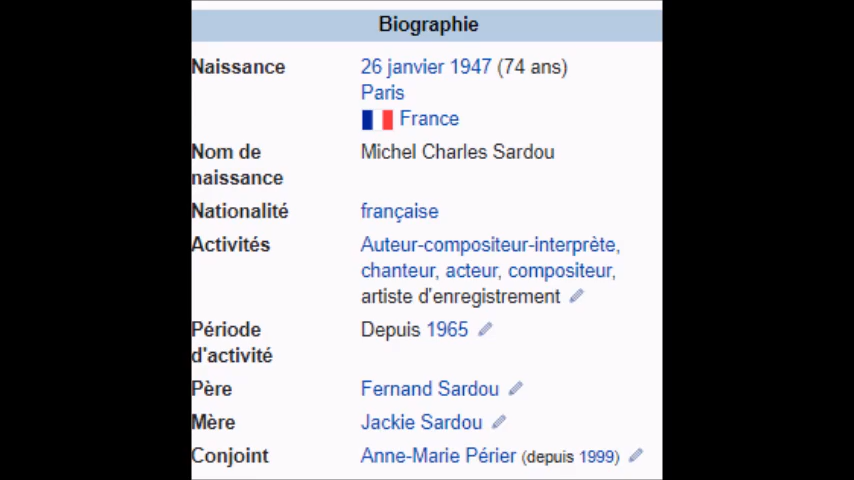 Biographie
Naissance 26 janvier 1947 (74 ans)
Paris
France
Nom de naissance Michel Charles Sardou
Nationalité française
Activités Auteur-compositeur-interprète,
chanteur, acteur, compositeur,
artiste d'enregistrement
Période d'activité Depuis 1965
Père Fernand Sardou
Mère Jackie Sardou
Conjoint Anne-Marie Périer (depuis 1999)